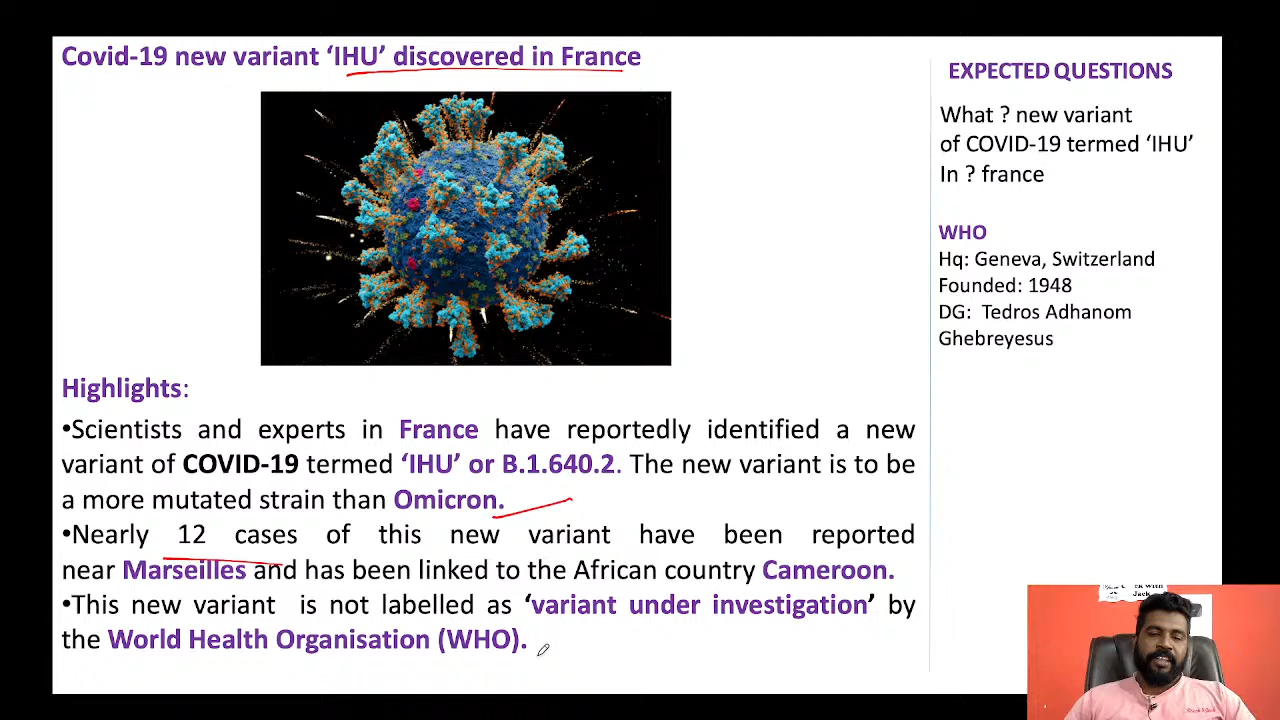 Covid-19 new variant ‘IHU’ discovered in France
Highlights:
•Scientists and experts in France have reportedly identified a new
variant of COVID-19 termed ‘IHU’ or B.1.640.2. The new variant is to be
a more mutated strain than Omicron.
•Nearly 12 cases of this new variant have been reported
near Marseilles and has been linked to the African country Cameroon.
•This new variant is not labelled as ‘variant under investigation’ by
the World Health Organisation (WHO).
EXPECTED QUESTIONS
What ? new variant
of COVID-19 termed ‘IHU’
In ? france
WHO
Hq: Geneva, Switzerland
Founded: 1948
DG: Tedros Adhanom
Ghebreyesus
Jack